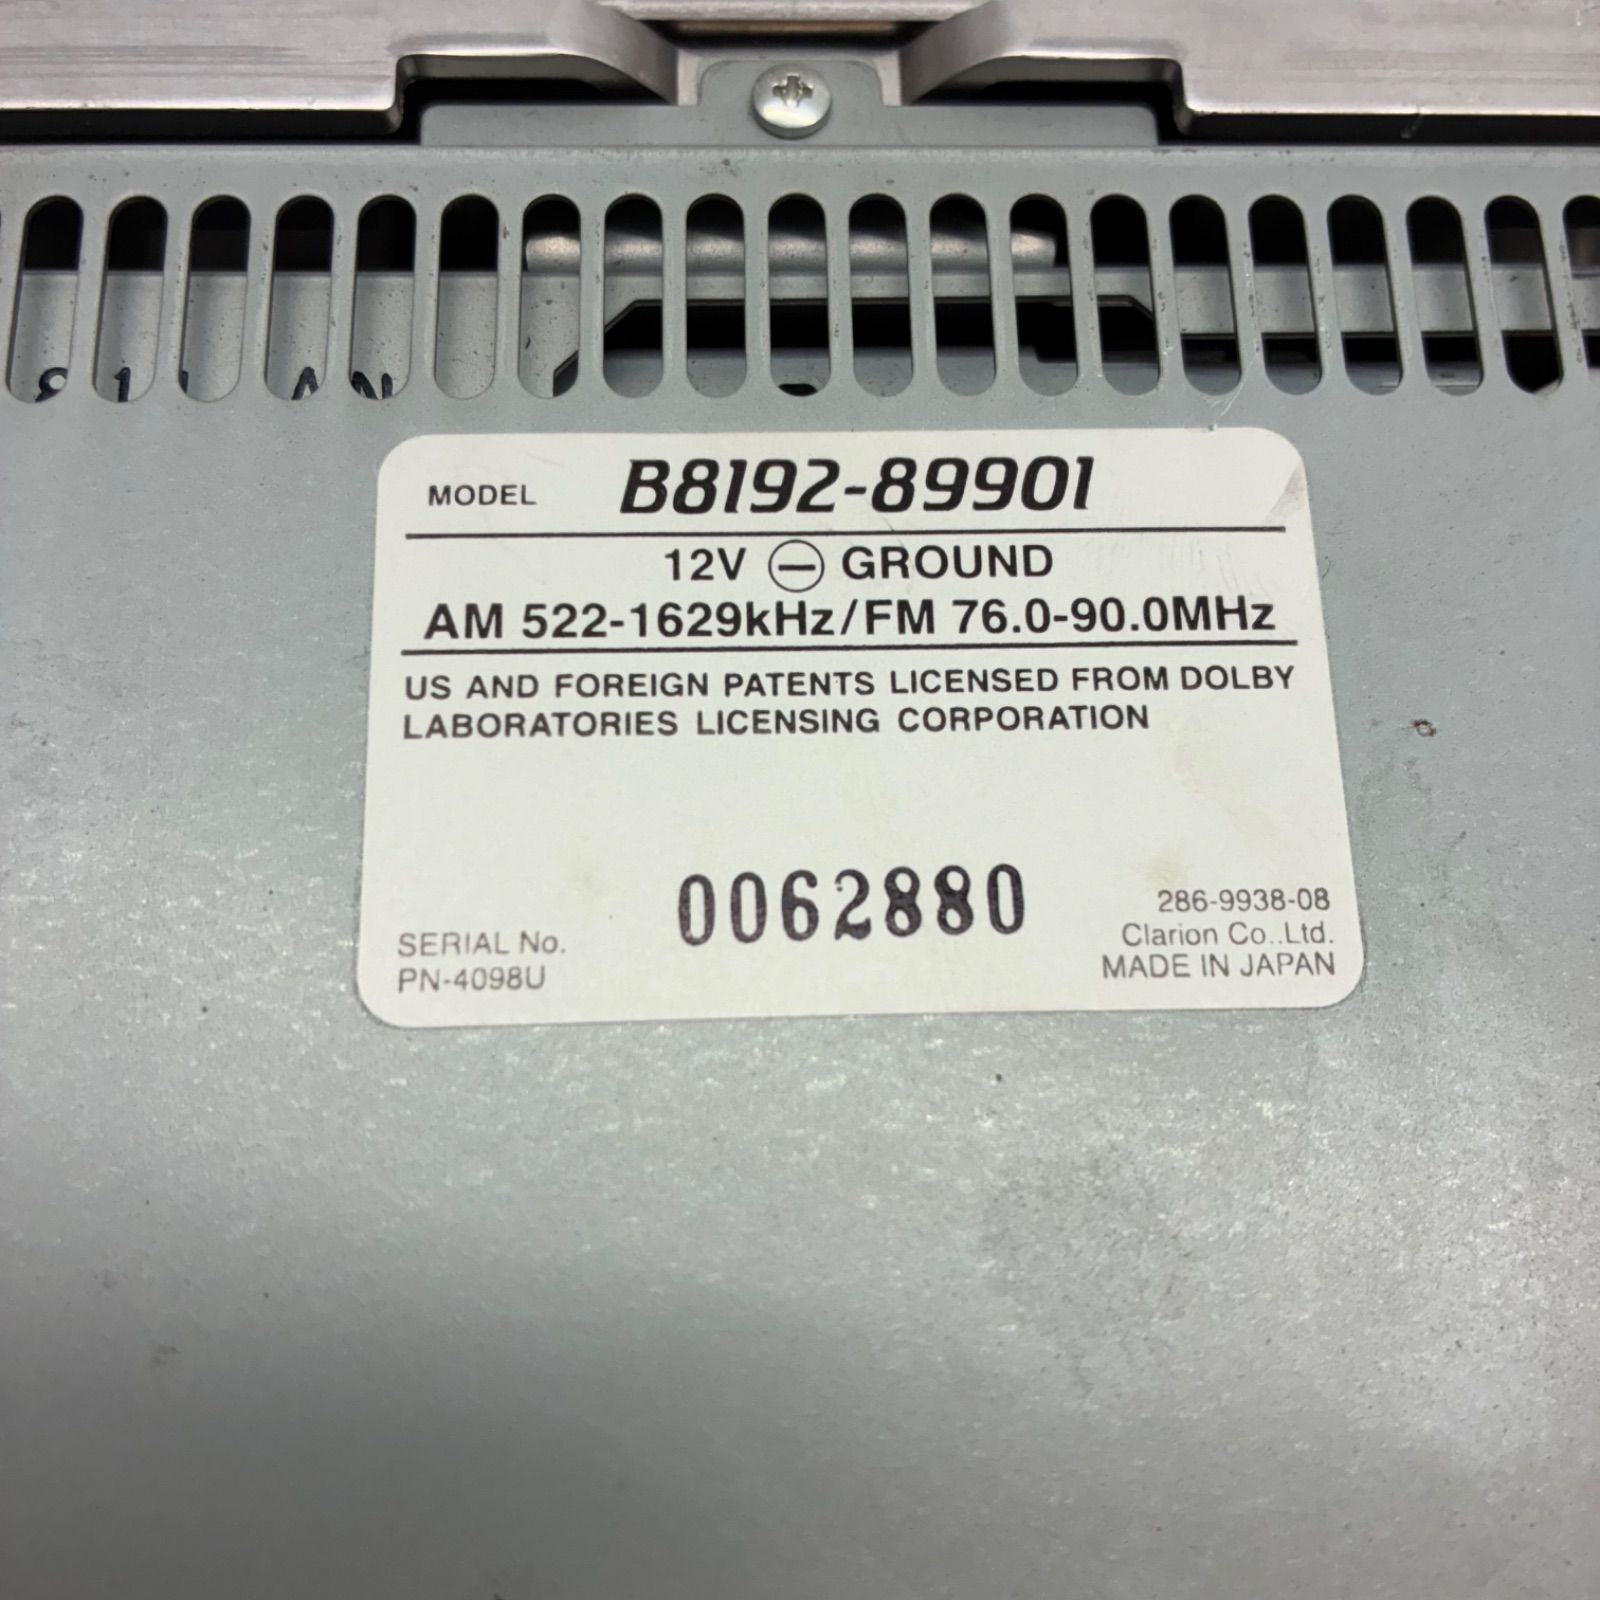 MODEL B8192-89901
12V ⊖ GROUND
AM 522-1629kHz/FM 76.0-90.0MHz
US AND FOREIGN PATENTS LICENSED FROM DOLBY
LABORATORIES LICENSING CORPORATION
0062880
SERIAL No.
PN-4098U
286-9938-08
Clarion Co.,Ltd.
MADE IN JAPAN